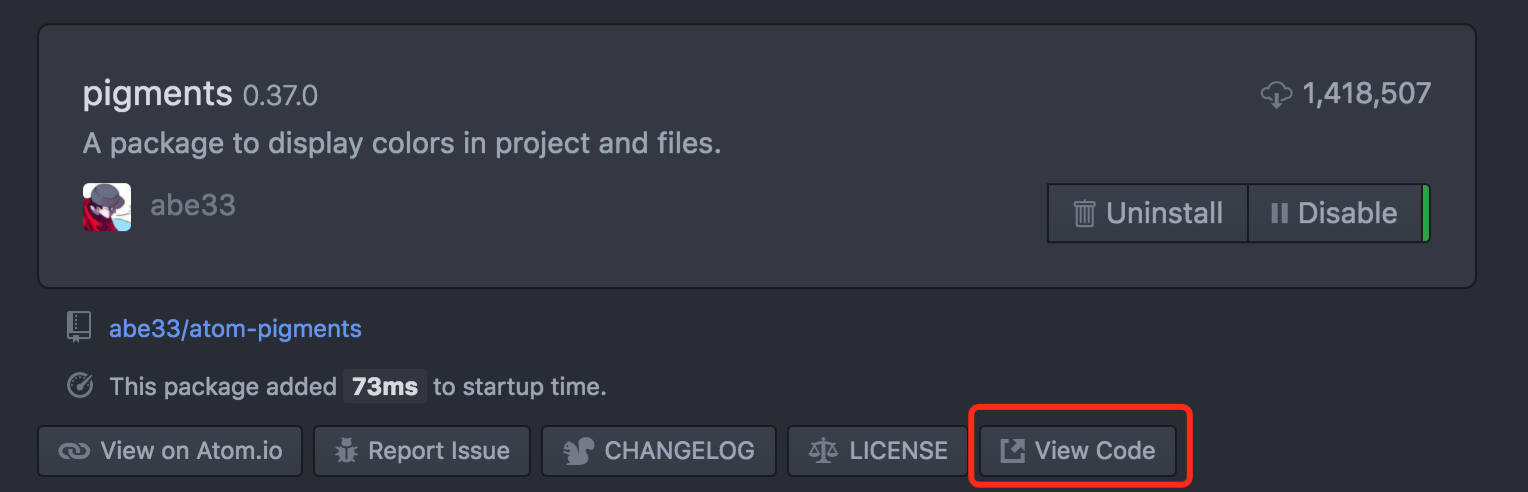 pigments 0.37.0 1,418,507
A package to display colors in project and files.
abe33 Uninstall Disable
abe33/atom-pigments
This package added 73ms to startup time.
View on Atom.io Report Issue CHANGELOG LICENSE View Code